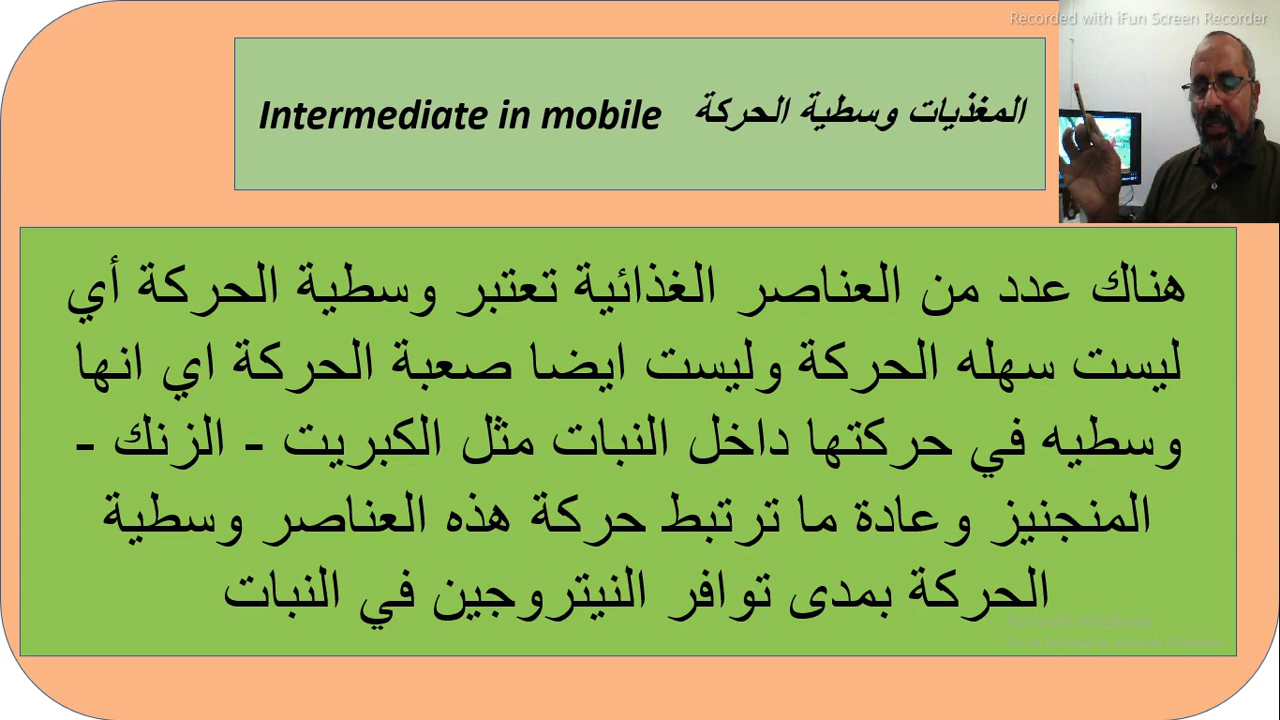 Recorded with iFun Screen Recorder
المغذيات وسطية الحركة Intermediate in mobile
هناك عدد من العناصر الغذائية تعتبر وسطية الحركة أي
ليست سهله الحركة وليست ايضا صعبة الحركة اي انها
وسطيه في حركتها داخل النبات مثل الكبريت - الزنك -
المنجنيز وعادة ما ترتبط حركة هذه العناصر وسطية
الحركة بمدى توافر النيتروجين في النبات